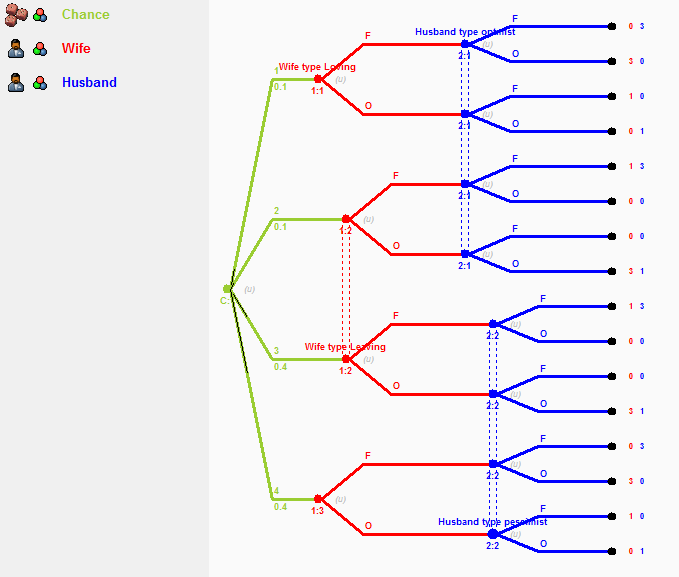 Chance
Wife
Husband
C:
(u)
1
0.1
2
0.1
3
0.4
4
0.4
Wife type Loving
1:1
(u)
F
O
1:2
(u)
F
O
Wife type Leaving
1:2
(u)
F
O
1:3
(u)
F
O
Husband type optimist
2:1
(u)
F 0 3
O 3 0
2:1
(u)
F 1 0
O 0 1
2:1
(u)
F 1 3
O 0 0
2:1
(u)
F 0 0
O 3 1
2:2
(u)
F 1 3
O 0 0
2:2
(u)
F 0 0
O 3 1
2:2
(u)
F 0 3
O 3 0
Husband type pesimist
2:2
(u)
F 1 0
O 0 1